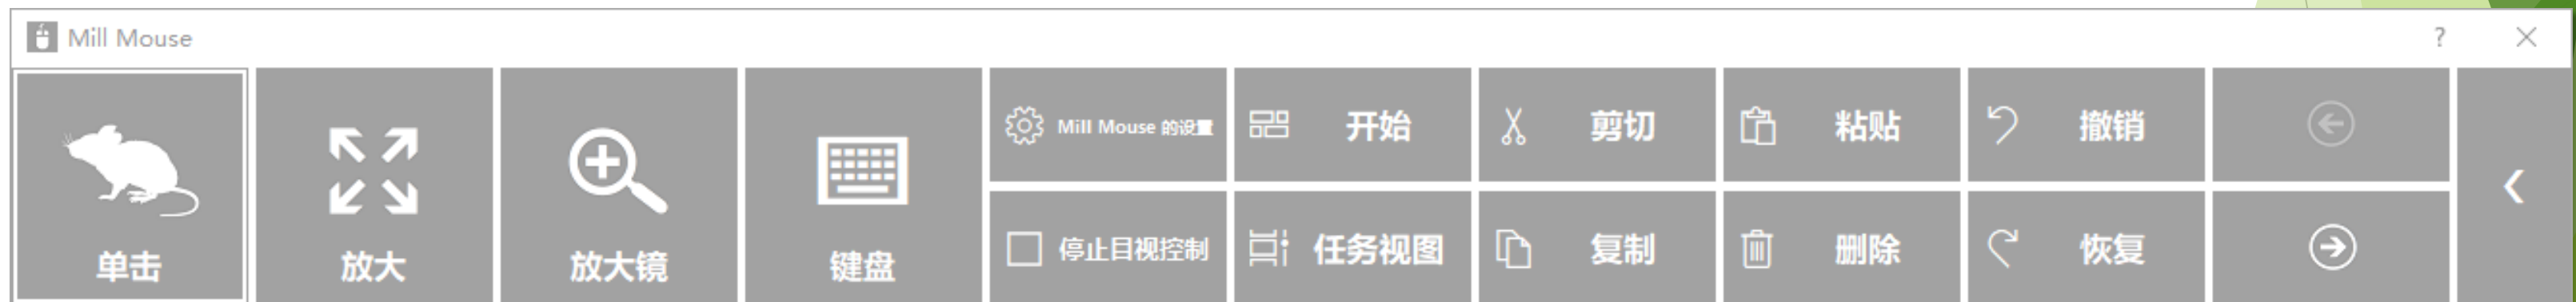 Mill Mouse
?
单击
放大
放大镜
键盘
Mill Mouse 的设置
开始
剪切
粘贴
撤销
停止目视控制
任务视图
复制
删除
恢复